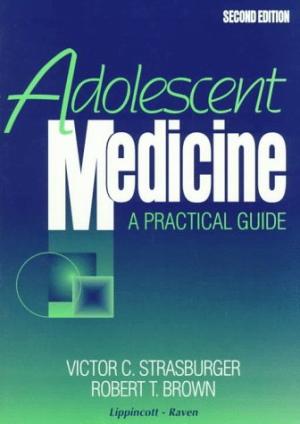 SECOND EDITION
Adolescent
Medicine
A PRACTICAL GUIDE
VICTOR C. STRASBURGER
ROBERT T. BROWN
Lippincott - Raven